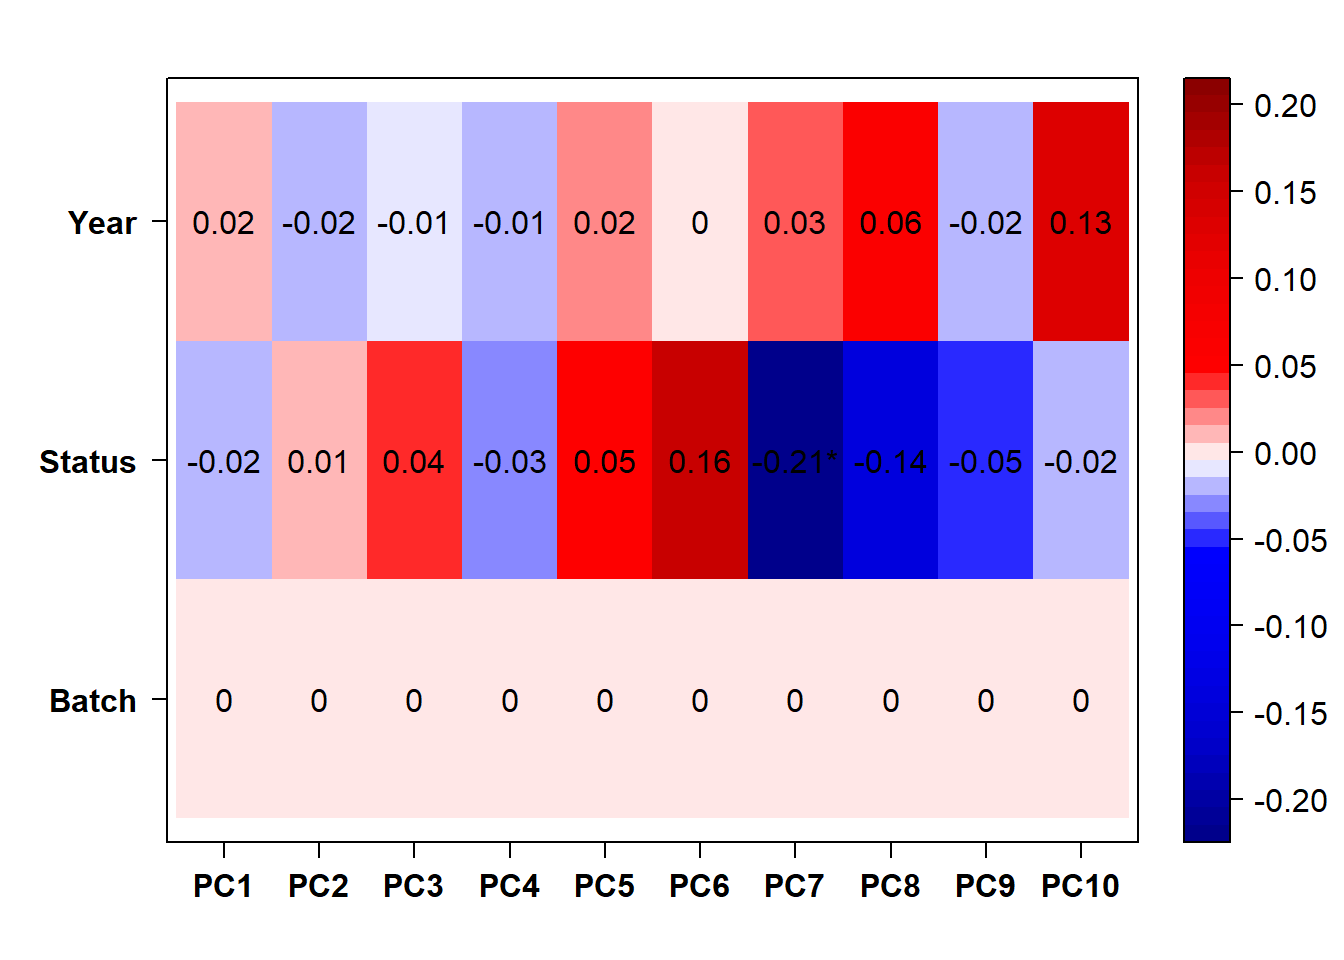 Year 0.02 -0.02 -0.01 -0.01 0.02 0 0.03 0.06 -0.02 0.13
Status -0.02 0.01 0.04 -0.03 0.05 0.16 -0.21* -0.14 -0.05 -0.02
Batch 0 0 0 0 0 0 0 0 0 0
PC1 PC2 PC3 PC4 PC5 PC6 PC7 PC8 PC9 PC10
0.20
0.15
0.10
0.05
0.00
-0.05
-0.10
-0.15
-0.20